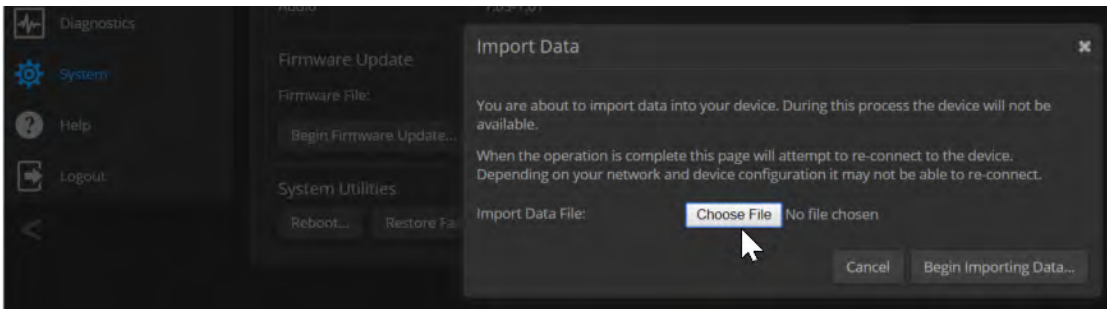 Diagnostics
System
Help
Logout
Audio
Firmware Update
Firmware File:
Begin Firmware Update...
System Utilities
Reboot...
Import Data
You are about to import data into your device. During this process the device will not be
available.
When the operation is complete this page will attempt to re-connect to the device.
Depending on your network and device configuration it may not be able to re-connect.
Import Data File:
Choose File No file chosen
Cancel
Begin Importing Data...